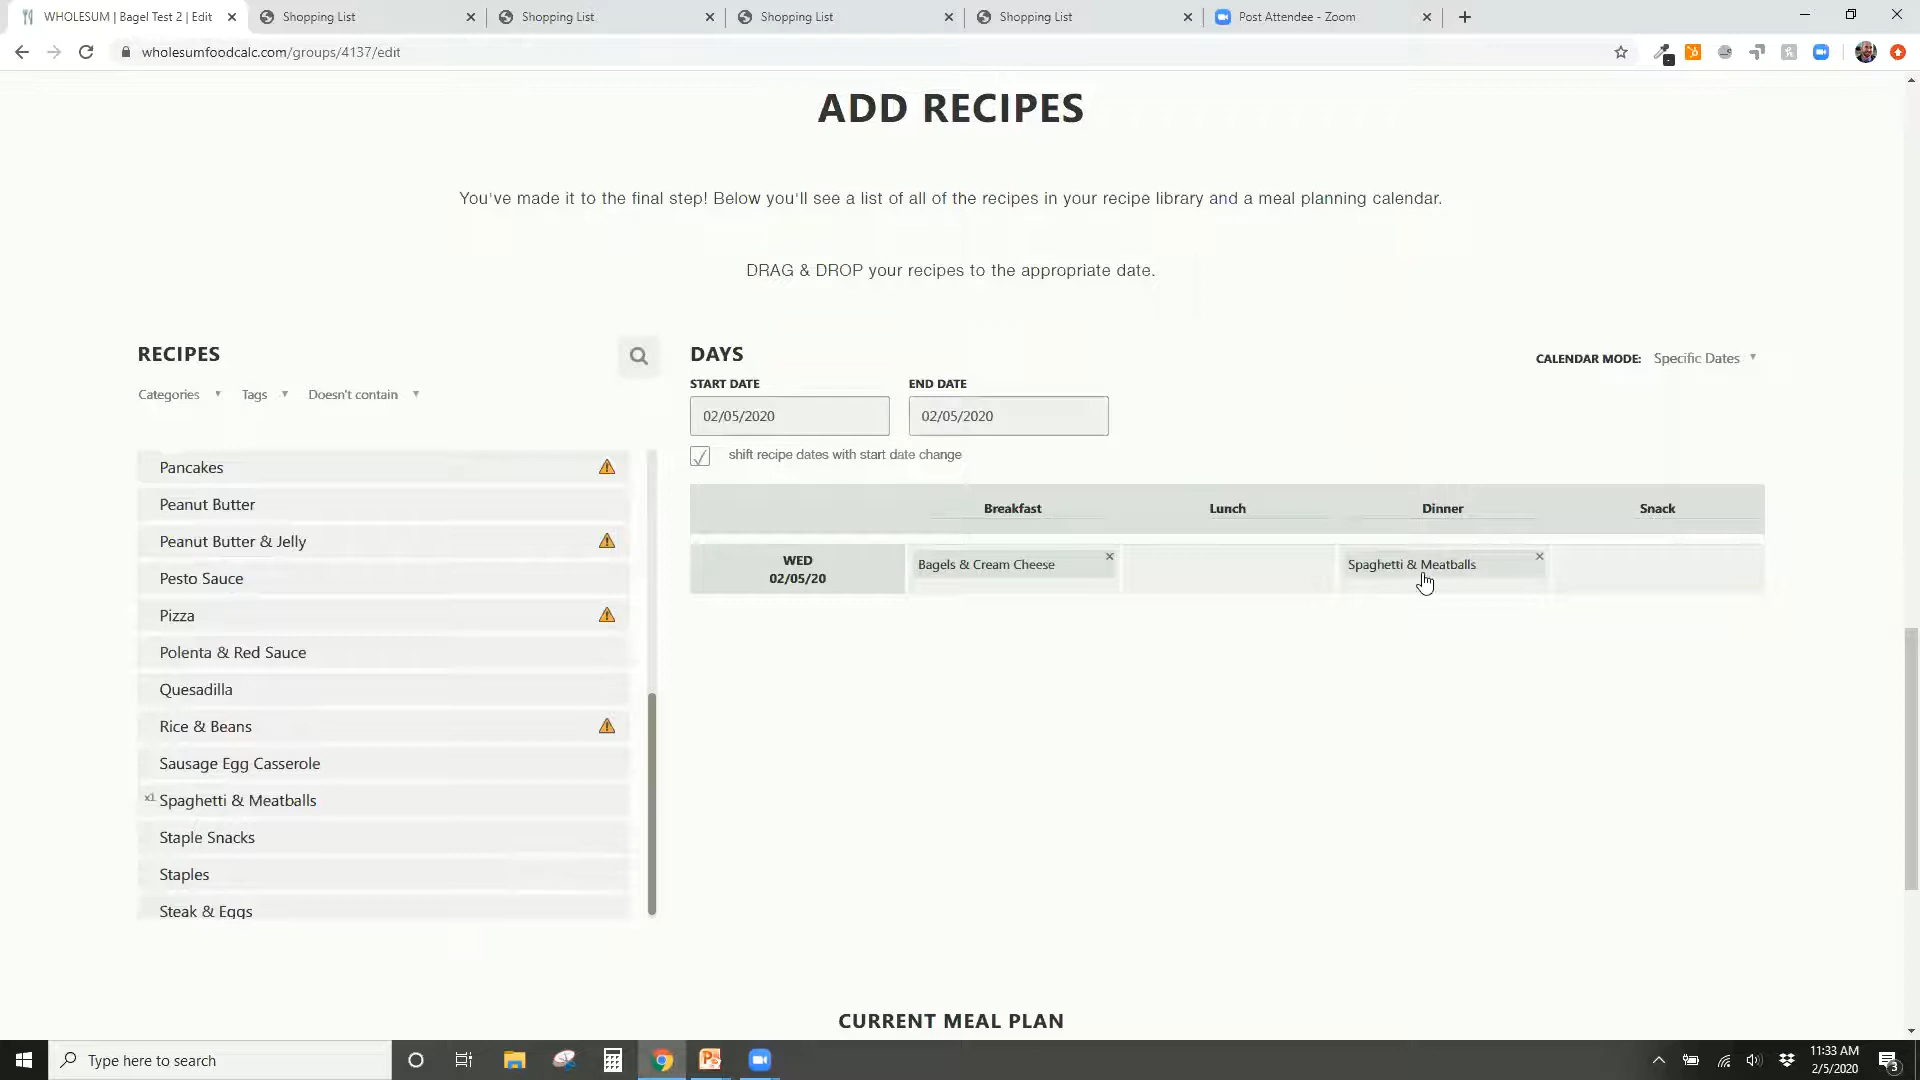 WHOLESUM | Bagel Test 2 | Edit
Shopping List
Shopping List
Shopping List
Shopping List
Post Attendee - Zoom
wholesumfoodcalc.com/groups/4137/edit
ADD RECIPES
You've made it to the final step! Below you'll see a list of all of the recipes in your recipe library and a meal planning calendar.
DRAG & DROP your recipes to the appropriate date.
RECIPES
Categories
Tags
Doesn't contain
Pancakes
Peanut Butter
Peanut Butter & Jelly
Pesto Sauce
Pizza
Polenta & Red Sauce
Quesadilla
Rice & Beans
Sausage Egg Casserole
x1 Spaghetti & Meatballs
Staple Snacks
Staples
Steak & Eggs
DAYS
CALENDAR MODE: Specific Dates
START DATE
END DATE
02/05/2020
02/05/2020
shift recipe dates with start date change
Breakfast
Lunch
Dinner
Snack
WED
02/05/20
Bagels & Cream Cheese
Spaghetti & Meatballs
CURRENT MEAL PLAN
Type here to search
11:33 AM
2/5/2020
3